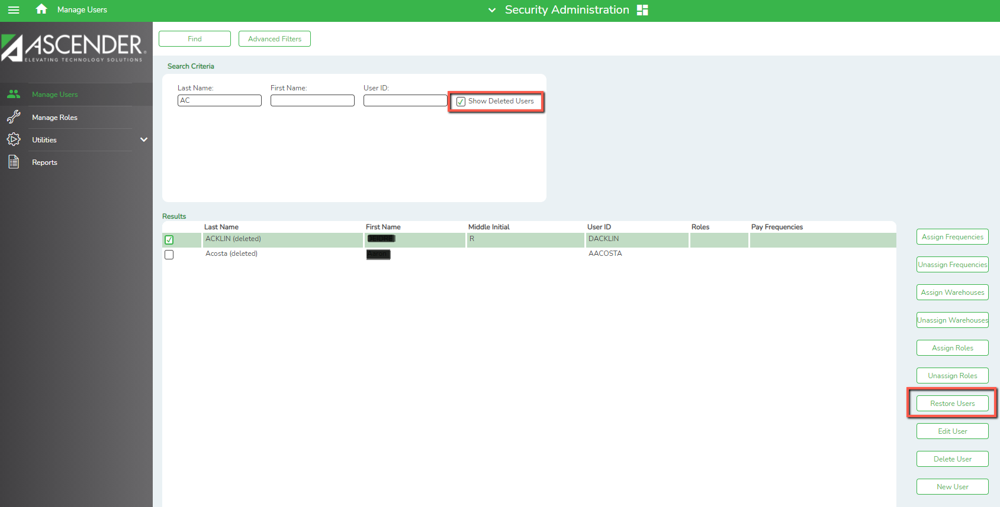 Manage Users
Security Administration
ASCENDER
ELEVATING TECHNOLOGY SOLUTIONS
Find
Advanced Filters
Search Criteria
Last Name:
First Name:
User ID:
AC
Show Deleted Users
Manage Users
Manage Roles
Utilities
Reports
Results
Last Name
First Name
Middle Initial
User ID
Roles
Pay Frequencies
ACKLIN (deleted)
R
DACKLIN
Acosta (deleted)
AACOSTA
Assign Frequencies
Unassign Frequencies
Assign Warehouses
Unassign Warehouses
Assign Roles
Unassign Roles
Restore Users
Edit User
Delete User
New User